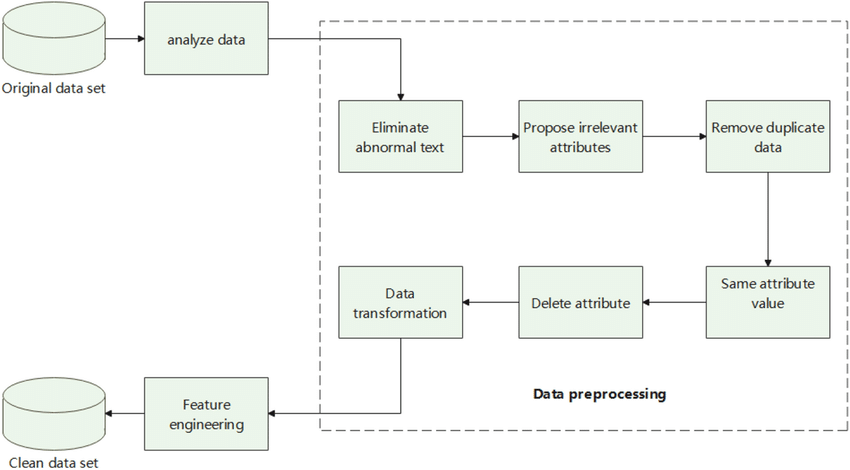 analyze data
Original data set
Eliminate
abnormal text
Propose irrelevant
attributes
Remove duplicate
data
Same attribute
value
Delete attribute
Data
transformation
Data preprocessing
Feature
engineering
Clean data set